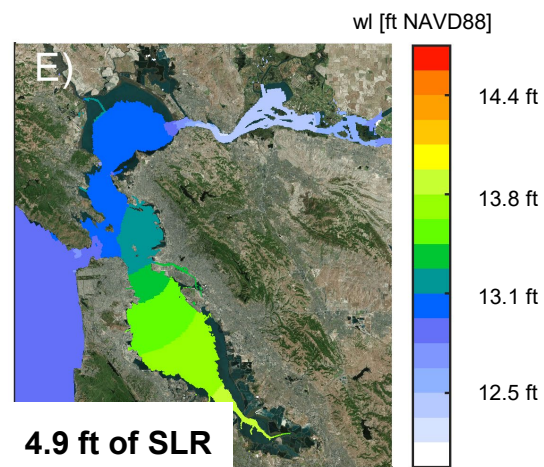 wl [ft NAVD88]
E)
14.4 ft
13.8 ft
13.1 ft
12.5 ft
4.9 ft of SLR